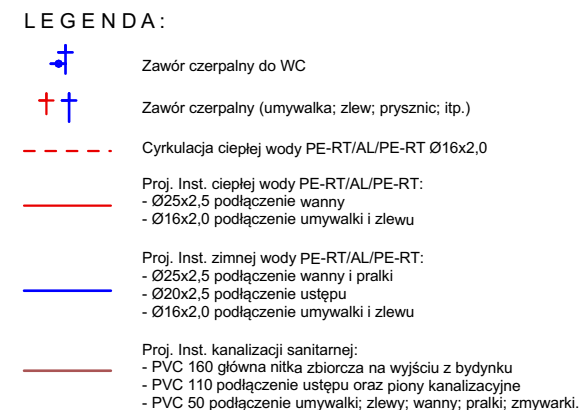 LEGENDA:
Zawór czerpalny do WC
Zawór czerpalny (umywalka; zlew; prysznic; itp.)
Cyrkulacja ciepłej wody PE-RT/AL/PE-RT Ø16x2,0
Proj. Inst. ciepłej wody PE-RT/AL/PE-RT:
- Ø25x2,5 podłączenie wanny
- Ø16x2,0 podłączenie umywalki i zlewu
Proj. Inst. zimnej wody PE-RT/AL/PE-RT:
- Ø25x2,5 podłączenie wanny i pralki
- Ø20x2,5 podłączenie ustępu
- Ø16x2,0 podłączenie umywalki i zlewu
Proj. Inst. kanalizacji sanitarnej:
- PVC 160 główna nitka zbiorcza na wyjściu z bydynku
- PVC 110 podłączenie ustępu oraz piony kanalizacyjne
- PVC 50 podłączenie umywalki; zlewy; wanny; pralki; zmywarki.